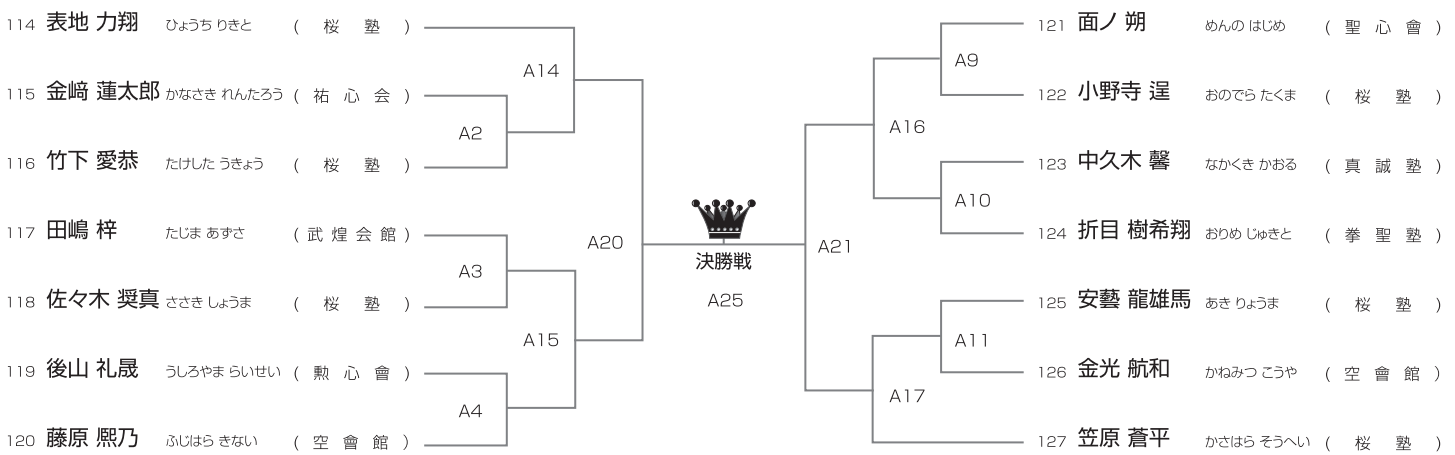 114 表地 力翔 ひょうち りきと ( 桜 塾 )
115 金﨑 蓮太郎 かなさき れんたろう ( 祐 心 会 )
116 竹下 愛恭 たけした うきょう ( 桜 塾 )
117 田嶋 梓 たじま あずさ ( 武 煌 会 館 )
118 佐々木 奨真 ささき しょうま ( 桜 塾 )
119 後山 礼晟 うしろやま らいせい ( 勲 心 會 )
120 藤原 熙乃 ふじはら きない ( 空 會 館 )
A14
A2
A3
A15
A4
A20
決勝戦
A25
A21
A9
A16
A10
A11
A17
121 面ノ 朔 めんの はじめ ( 聖 心 會 )
122 小野寺 逞 おのでら たくま ( 桜 塾 )
123 中久木 馨 なかくき かおる ( 真 誠 塾 )
124 折目 樹希翔 おりめ じゅきと ( 拳 聖 塾 )
125 安藝 龍雄馬 あき りょうま ( 桜 塾 )
126 金光 航和 かねみつ こうや ( 空 會 館 )
127 笠原 蒼平 かさはら そうへい ( 桜 塾 )